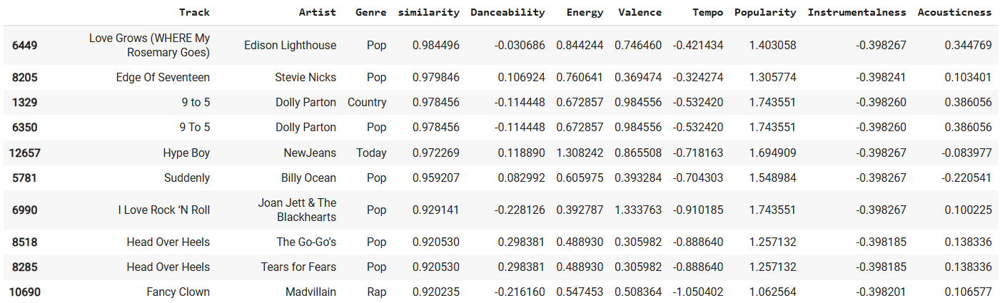 Track Artist Genre similarity Danceability Energy Valence Tempo Popularity Instrumentalness Acousticness
6449 Love Grows (WHERE My Rosemary Goes) Edison Lighthouse Pop 0.984496 -0.030686 0.844244 0.746460 -0.421434 1.403058 -0.398267 0.344769
8205 Edge Of Seventeen Stevie Nicks Pop 0.979846 0.106924 0.760641 0.369474 -0.324274 1.305774 -0.398241 0.103401
1329 9 to 5 Dolly Parton Country 0.978456 -0.114448 0.672857 0.984556 -0.532420 1.743551 -0.398260 0.386056
6350 9 To 5 Dolly Parton Pop 0.978456 -0.114448 0.672857 0.984556 -0.532420 1.743551 -0.398260 0.386056
12657 Hype Boy NewJeans Today 0.972269 0.118890 1.308242 0.865508 -0.718163 1.694909 -0.398267 -0.083977
5781 Suddenly Billy Ocean Pop 0.959207 0.082992 0.605975 0.393284 -0.704303 1.548984 -0.398267 -0.220541
6990 I Love Rock ‘N Roll Joan Jett & The Blackhearts Pop 0.929141 -0.228126 0.392787 1.333763 -0.910185 1.743551 -0.398267 0.100225
8518 Head Over Heels The Go-Go’s Pop 0.920530 0.298381 0.488930 0.305982 -0.888640 1.257132 -0.398185 0.138336
8285 Head Over Heels Tears for Fears Pop 0.920530 0.298381 0.488930 0.305982 -0.888640 1.257132 -0.398185 0.138336
10690 Fancy Clown Madvillain Rap 0.920235 -0.216160 0.547453 0.508364 -1.050402 1.062564 -0.398201 0.106577